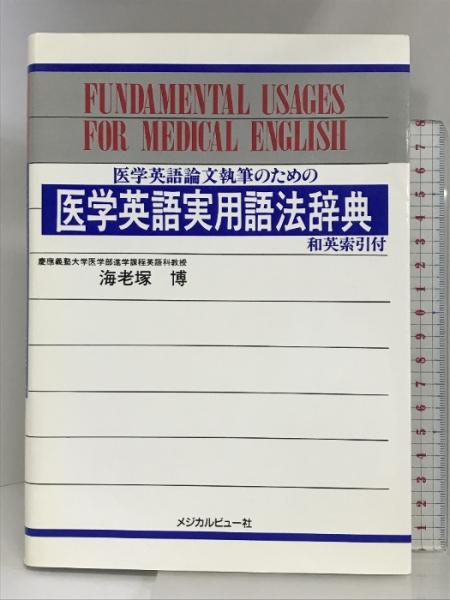 FUNDAMENTAL USAGES
FOR MEDICAL ENGLISH
医学英語論文執筆のための
医学英語実用語法辞典
和英索引付
慶應義塾大学医学部進学課程英語科教授
海老塚 博
メジカルビュー社